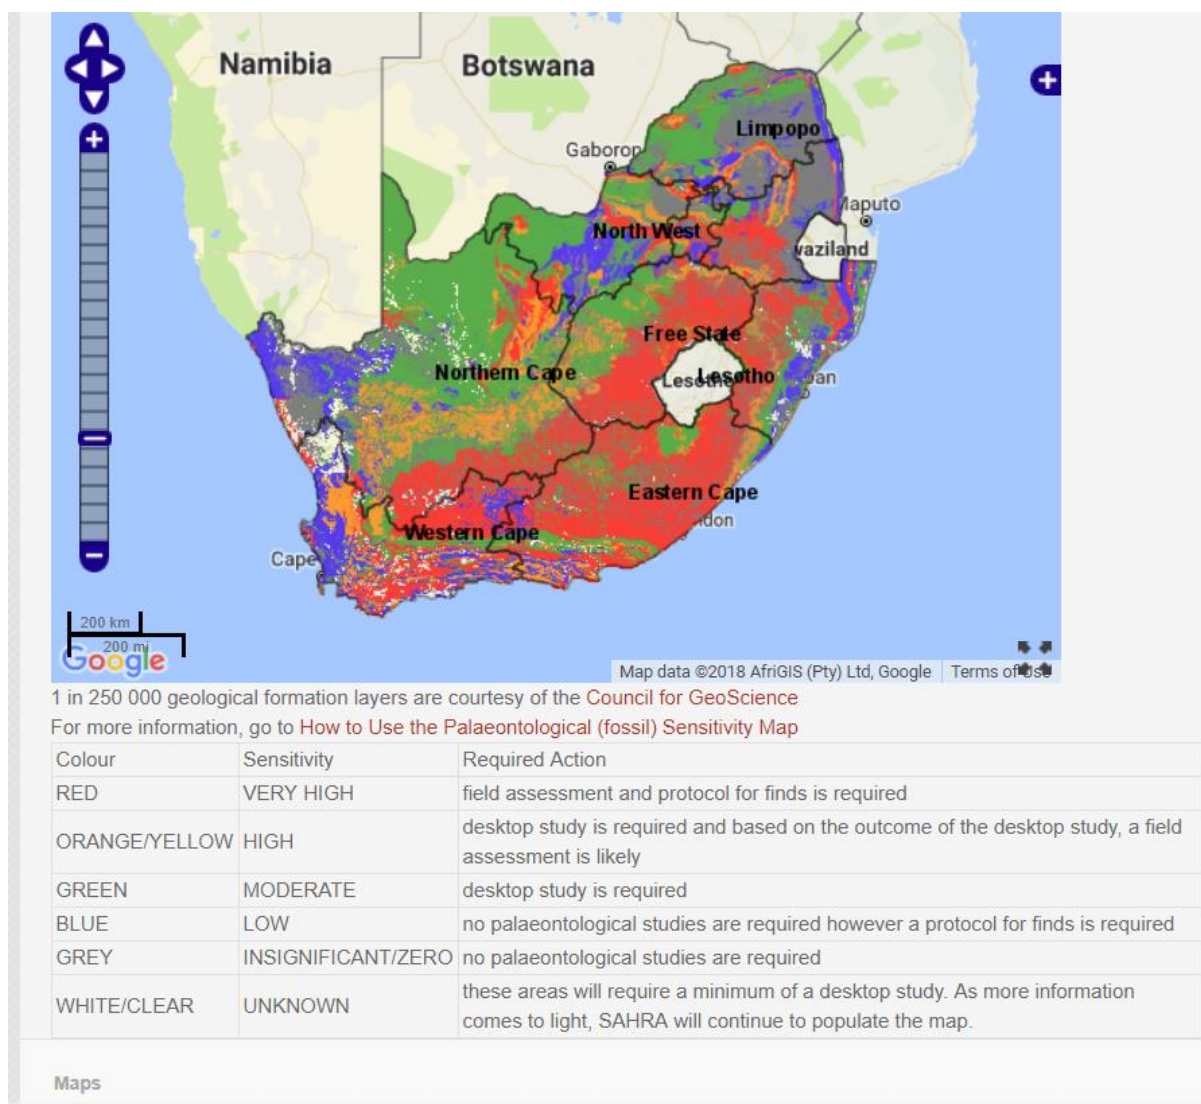 Namibia
Botswana
Limpopo
Gaboron
Maputo
North West
vaziland
Free State
Northern Cape
Lesotho
Lesotho
Eastern Cape
Western Cape
Cape
200 km
200 mi
Google
Map data ©2018 AfriGIS (Pty) Ltd, Google Terms of Use
1 in 250 000 geological formation layers are courtesy of the Council for GeoScience
For more information, go to How to Use the Palaeontological (fossil) Sensitivity Map
Colour Sensitivity Required Action
RED VERY HIGH field assessment and protocol for finds is required
ORANGE/YELLOW HIGH desktop study is required and based on the outcome of the desktop study, a field
assessment is likely
GREEN MODERATE desktop study is required
BLUE LOW no palaeontological studies are required however a protocol for finds is required
GREY INSIGNIFICANT/ZERO no palaeontological studies are required
WHITE/CLEAR UNKNOWN these areas will require a minimum of a desktop study. As more information
comes to light, SAHRA will continue to populate the map.
Maps